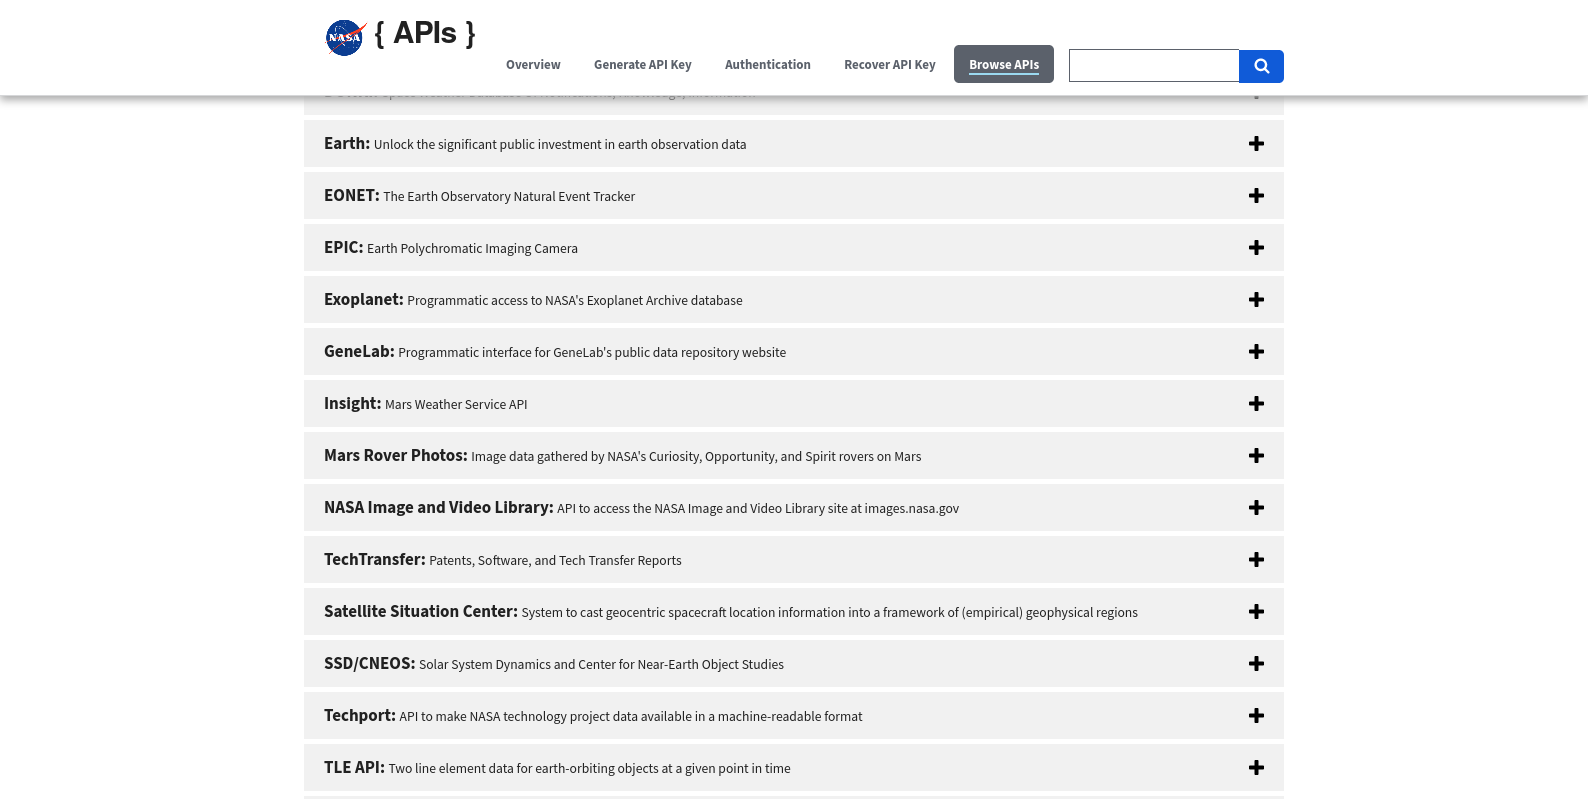 NASA
{ APIs }
Overview
Generate API Key
Authentication
Recover API Key
Browse APIs
Earth: Unlock the significant public investment in earth observation data
EONET: The Earth Observatory Natural Event Tracker
EPIC: Earth Polychromatic Imaging Camera
Exoplanet: Programmatic access to NASA's Exoplanet Archive database
GeneLab: Programmatic interface for GeneLab's public data repository website
Insight: Mars Weather Service API
Mars Rover Photos: Image data gathered by NASA's Curiosity, Opportunity, and Spirit rovers on Mars
NASA Image and Video Library: API to access the NASA Image and Video Library site at images.nasa.gov
TechTransfer: Patents, Software, and Tech Transfer Reports
Satellite Situation Center: System to cast geocentric spacecraft location information into a framework of (empirical) geophysical regions
SSD/CNEOS: Solar System Dynamics and Center for Near-Earth Object Studies
Techport: API to make NASA technology project data available in a machine-readable format
TLE API: Two line element data for earth-orbiting objects at a given point in time